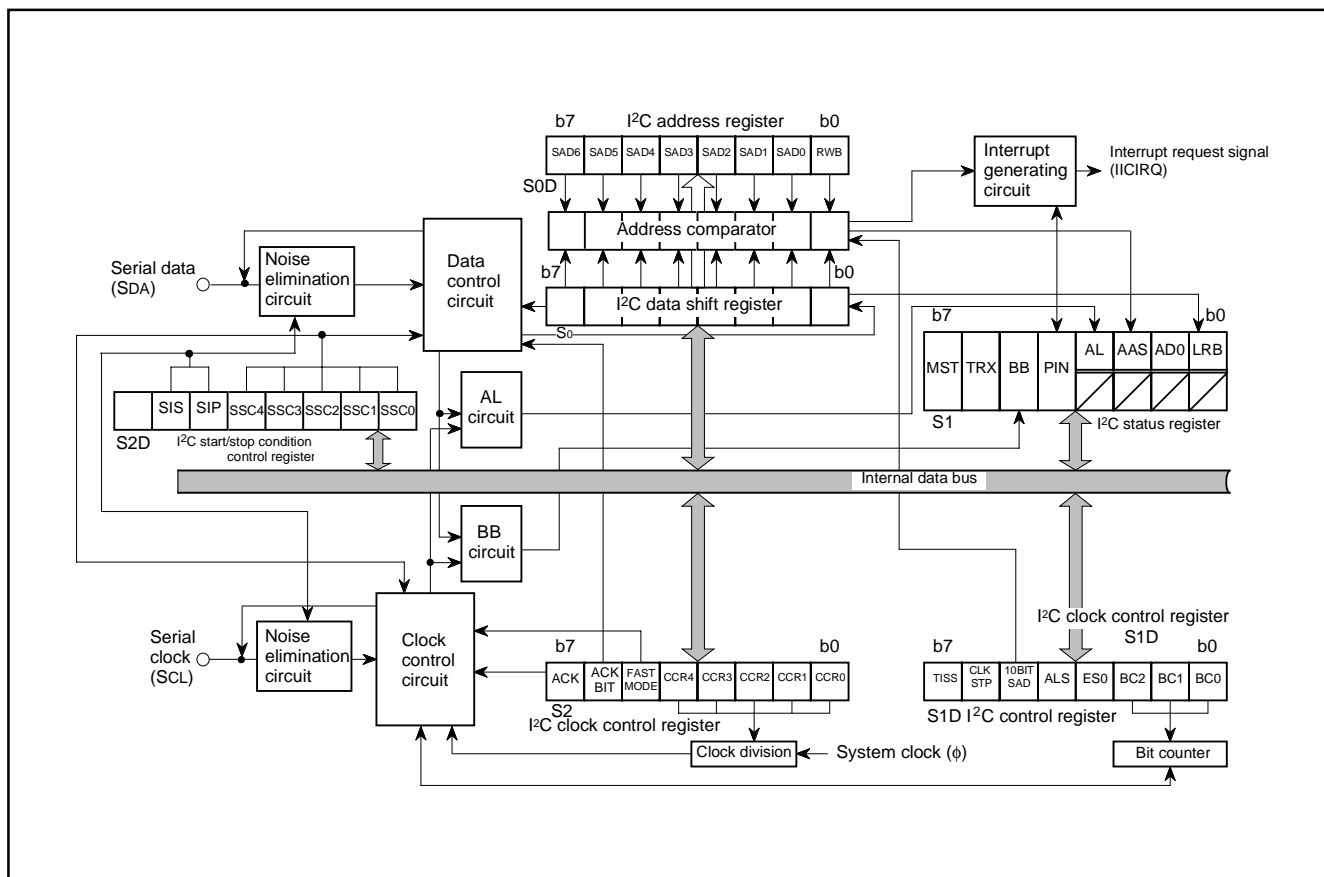 b7 I²C address register b0
SAD6 SAD5 SAD4 SAD3 SAD2 SAD1 SAD0 RWB
S0D
Interrupt
generating
circuit
Interrupt request signal
(IICIRQ)
Address comparator
Serial data
(SDA)
Noise
elimination
circuit
Data
control
circuit
b7 b0
I²C data shift register
S0
b7 b0
MST TRX BB PIN AL AAS AD0 LRB
S1
I²C status register
SIS SIP SSC4 SSC3 SSC2 SSC1 SSC0
S2D
I²C start/stop condition
control register
AL
circuit
Internal data bus
BB
circuit
Serial
clock
(SCL)
Noise
elimination
circuit
Clock
control
circuit
b7 b0
ACK ACK BIT FAST MODE CCR4 CCR3 CCR2 CCR1 CCR0
S2
I²C clock control register
Clock division
System clock (φ)
I²C clock control register
S1D
b7 b0
TISS CLK STP 10BIT SAD ALS ES0 BC2 BC1 BC0
S1D I²C control register
Bit counter